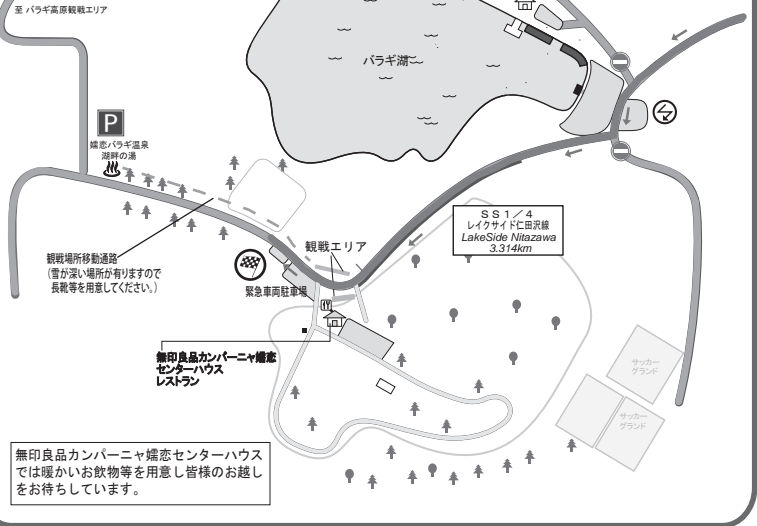 至 バラギ高原観戦エリア
バラギ湖
P
嬬恋バラギ温泉
湖畔の湯
SS1／4
レイクサイド仁田沢線
LakeSide Nitazawa
3.314km
観戦エリア
観戦場所移動通路
（雪が深い場所が有りますので
長靴等を用意してください。）
緊急車両駐車場
無印良品カンパーニャ嬬恋
センターハウス
レストラン
サッカー
グランド
サッカー
グランド
無印良品カンパーニャ嬬恋センターハウス
では暖かいお飲物等を用意し皆様のお越し
をお待ちしています。